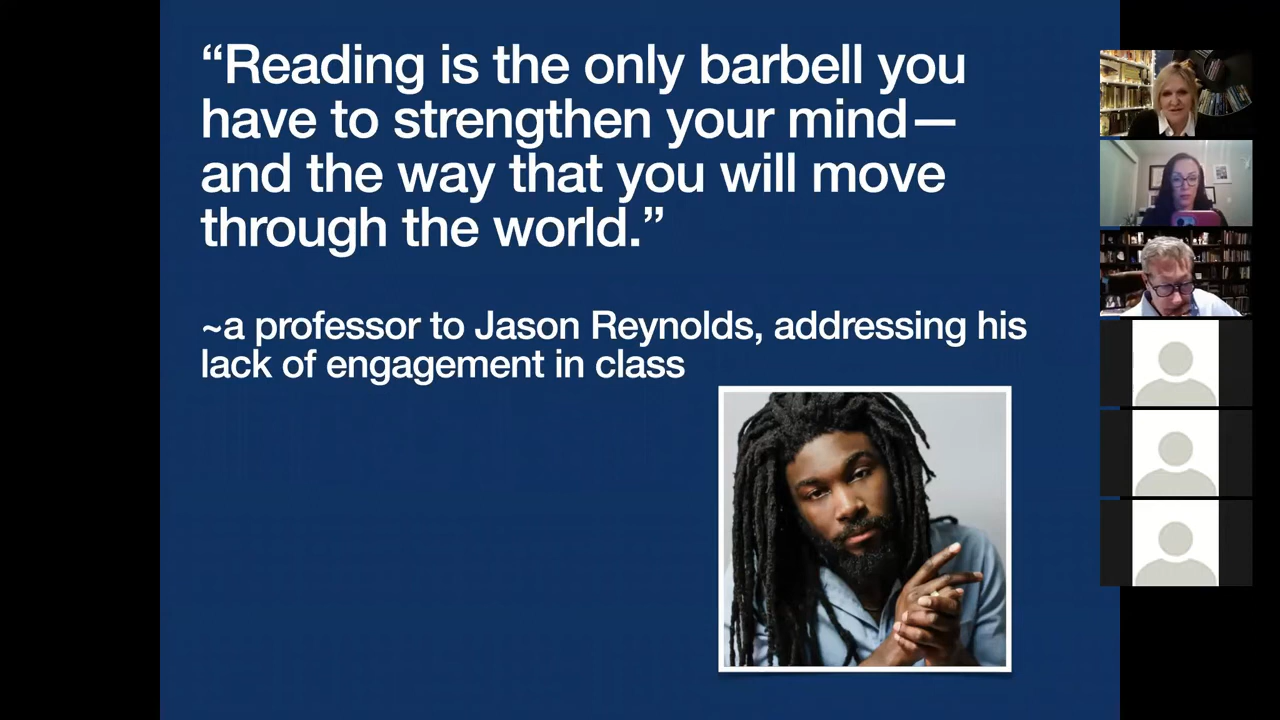 “Reading is the only barbell you
have to strengthen your mind—
and the way that you will move
through the world.”
~a professor to Jason Reynolds, addressing his
lack of engagement in class